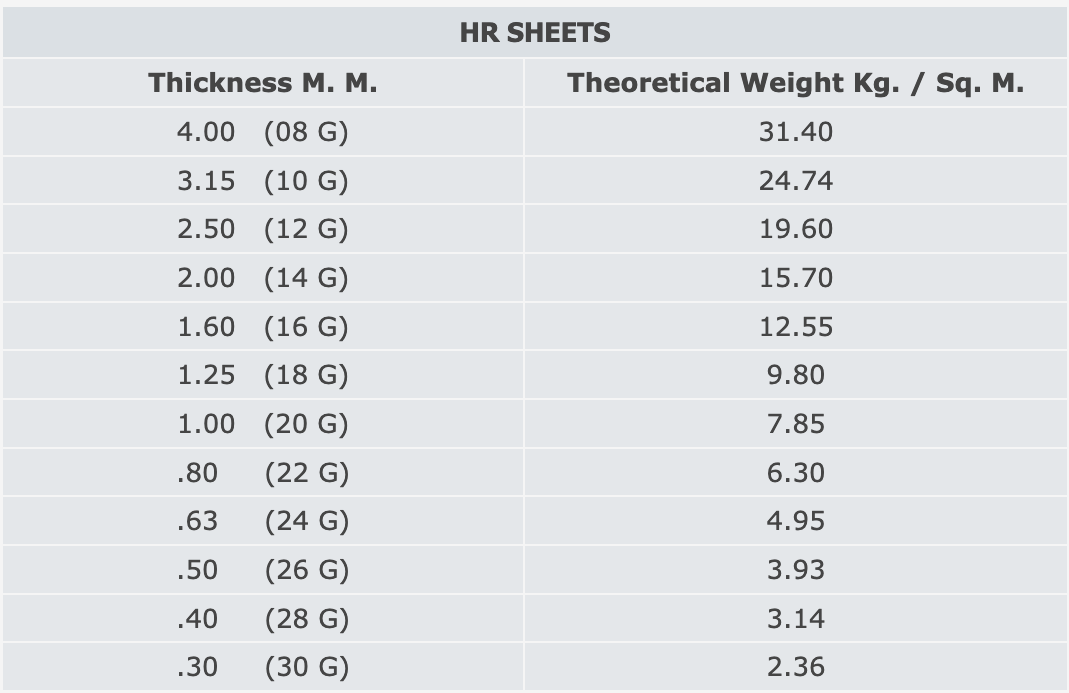 HR SHEETS
Thickness M. M. Theoretical Weight Kg. / Sq. M.
4.00 (08 G) 31.40
3.15 (10 G) 24.74
2.50 (12 G) 19.60
2.00 (14 G) 15.70
1.60 (16 G) 12.55
1.25 (18 G) 9.80
1.00 (20 G) 7.85
.80 (22 G) 6.30
.63 (24 G) 4.95
.50 (26 G) 3.93
.40 (28 G) 3.14
.30 (30 G) 2.36